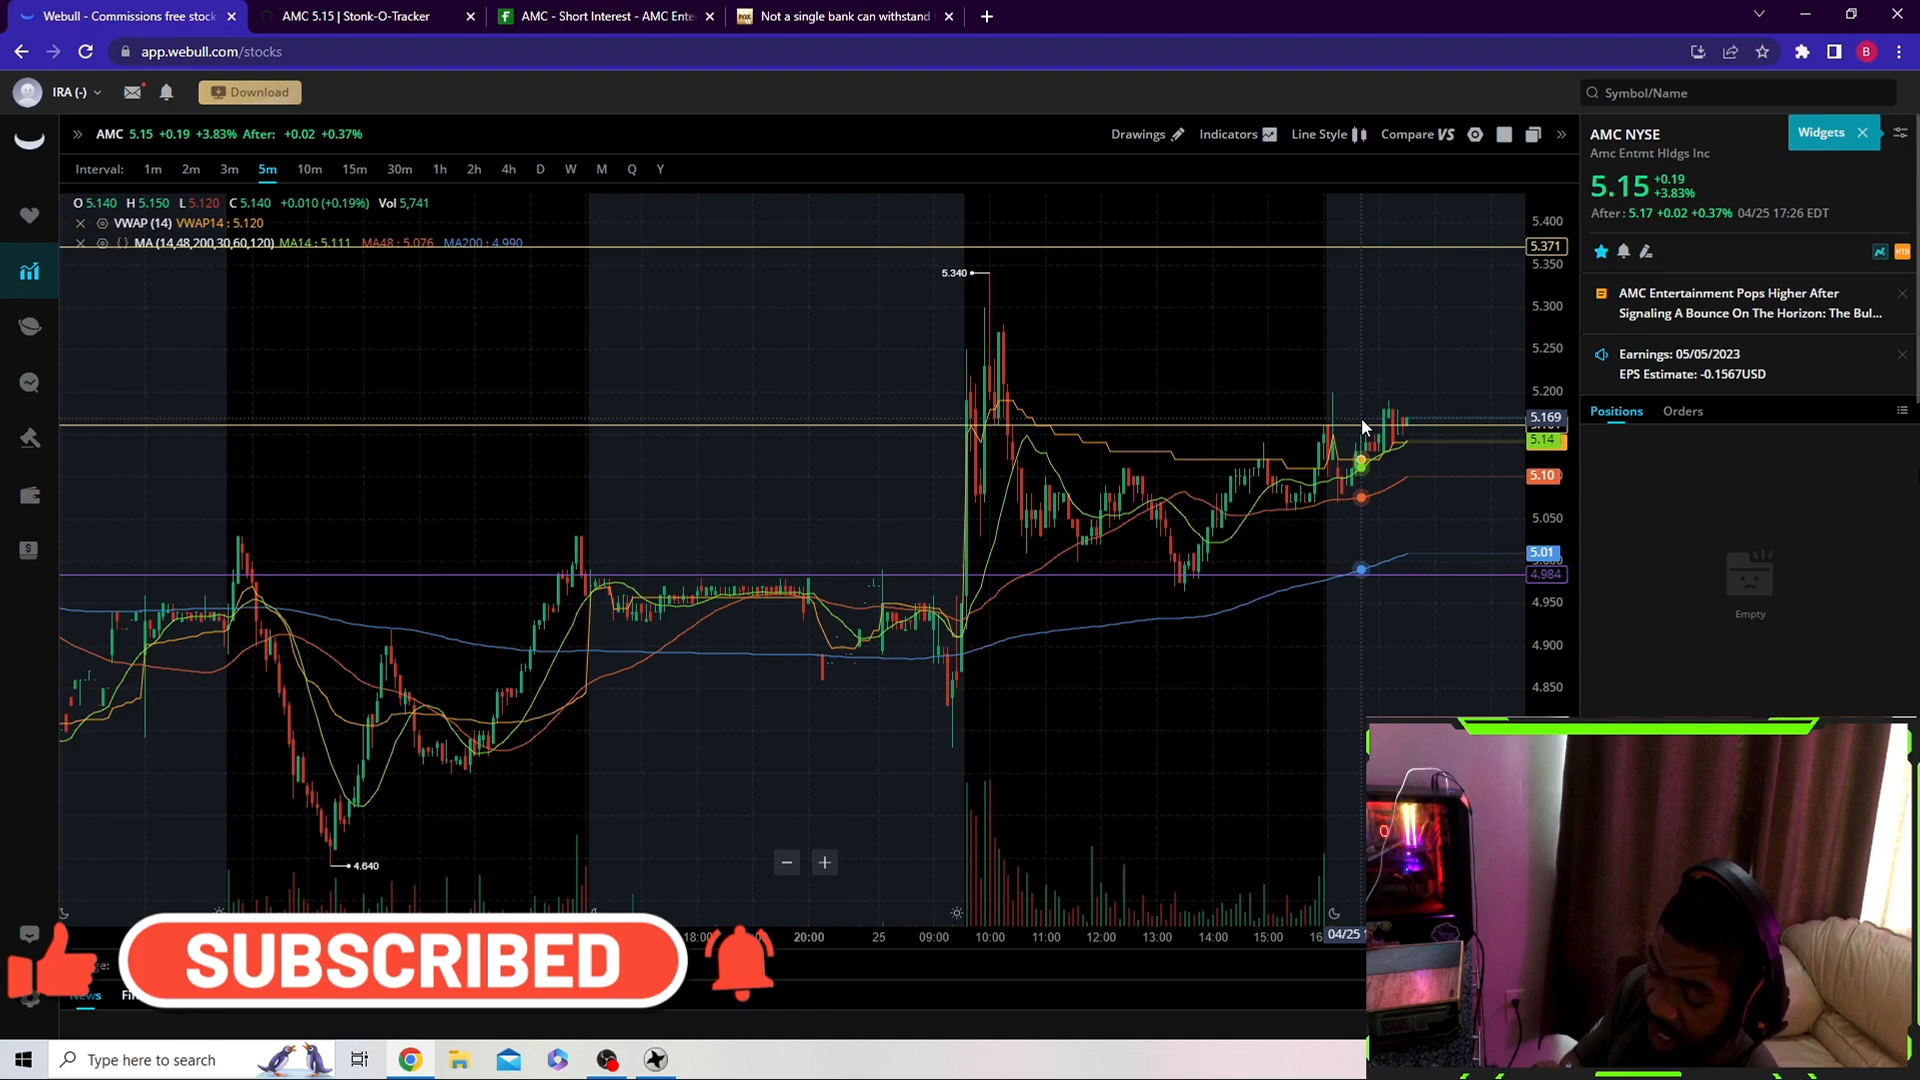 Webull - Commissions free stock
AMC 5.15 | Stonk-O-Tracker
AMC - Short Interest - AMC Ente
Not a single bank can withstand
app.webull.com/stocks
B
IRA (-)
Download
Symbol/Name
AMC 5.15 +0.19 +3.83% After: +0.02 +0.37%
Drawings
Indicators
Line Style
Compare VS
AMC NYSE
Widgets
Amc Entmt Hldgs Inc
Interval: 1m 2m 3m 5m 10m 15m 30m 1h 2h 4h D W M Q Y
5.15 +0.19
+3.83%
O 5.140 H 5.150 L 5.120 C 5.140 +0.010 (+0.19%) Vol 5,741
After : 5.17 +0.02 +0.37% 04/25 17:26 EDT
VWAP (14) VWAP14 : 5.120
MA (14,48,200,30,60,120) MA14 : 5.111 MA48 : 5.076 MA200 : 4.990
5.400
5.371
5.350
5.340
5.300
5.250
5.200
5.169
5.14
5.10
5.050
5.01
4.984
4.950
4.900
4.850
4.640
HTB
AMC Entertainment Pops Higher After
Signaling A Bounce On The Horizon: The Bul...
Earnings: 05/05/2023
EPS Estimate: -0.1567USD
Positions Orders
Empty
18:00 20:00 25 09:00 10:00 11:00 12:00 13:00 14:00 15:00 16 04/25 1
SUBSCRIBED
News Fin
Type here to search